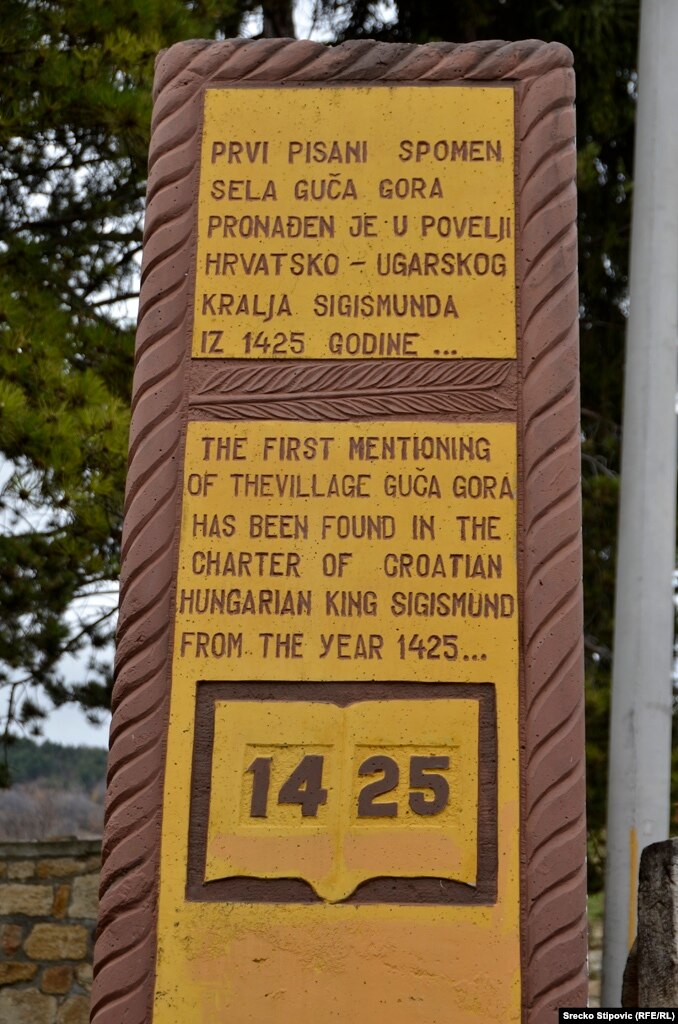 PRVI PISANI SPOMEN
SELA GUČA GORA
PRONAĐEN JE U POVELJI
HRVATSKO - UGARSKOG
KRALJA SIGISMUNDA
IZ 1425 GODINE ...
THE FIRST MENTIONING
OF THEVILLAGE GUČA GORA
HAS BEEN FOUND IN THE
CHARTER OF CROATIAN
HUNGARIAN KING SIGISMUND
FROM THE YEAR 1425...
14 25
Srecko Stipovic (RFE/RL)